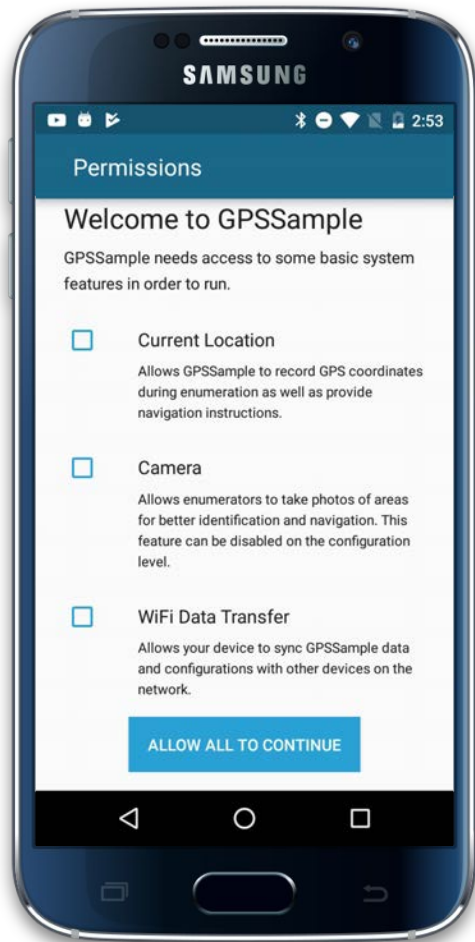 SAMSUNG
2:53
Permissions
Welcome to GPSSample
GPSSample needs access to some basic system
features in order to run.
Current Location
Allows GPSSample to record GPS coordinates
during enumeration as well as provide
navigation instructions.
Camera
Allows enumerators to take photos of areas
for better identification and navigation. This
feature can be disabled on the configuration
level.
WiFi Data Transfer
Allows your device to sync GPSSample data
and configurations with other devices on the
network.
ALLOW ALL TO CONTINUE